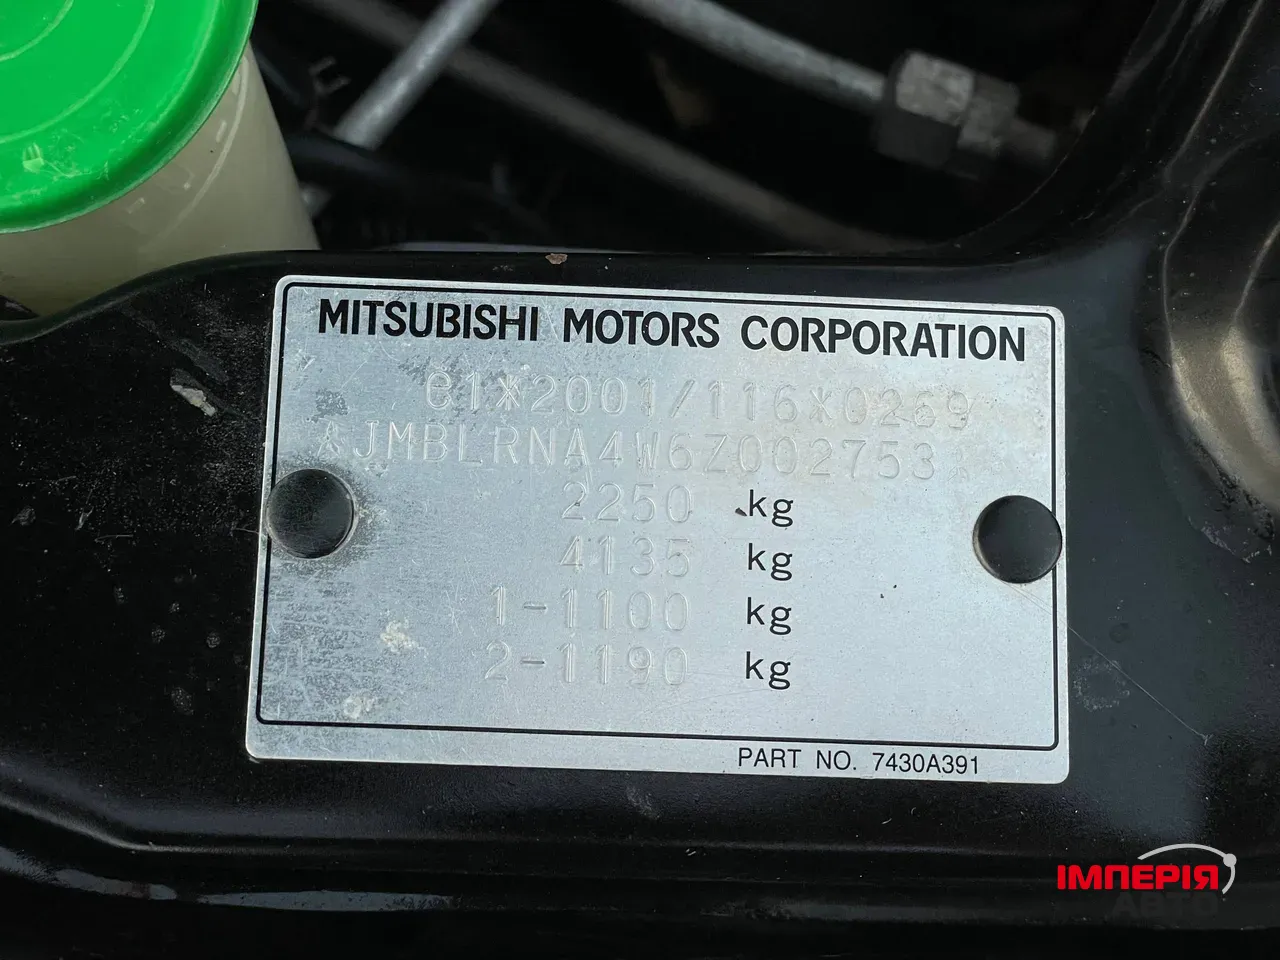 MITSUBISHI MOTORS CORPORATION
e1*2001/116*0269
JMBLRNA4W6Z002753
2250 kg
4135 kg
1-1100 kg
2-1190 kg
PART NO. 7430A391
ІМПЕРІЯ
АВТО